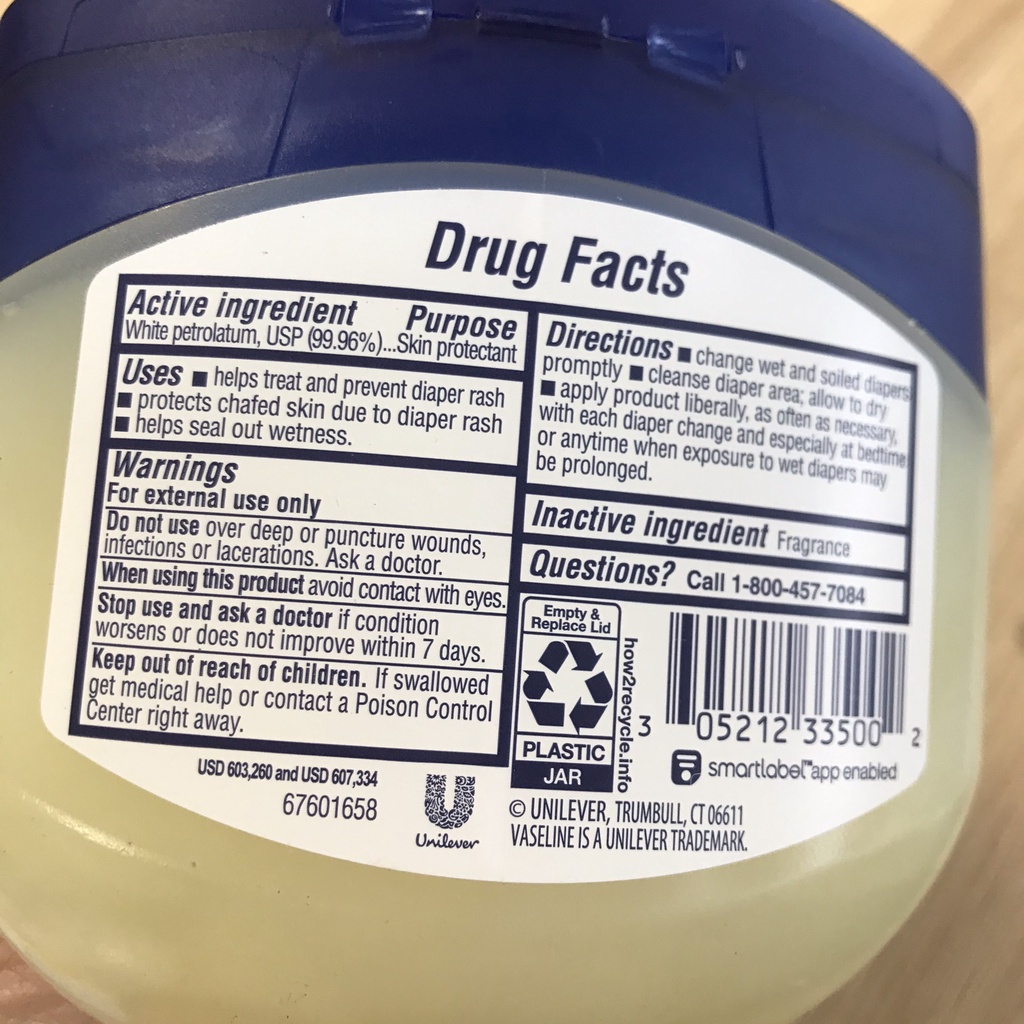 Drug Facts
Active ingredient Purpose
White petrolatum, USP (99.96%)...Skin protectant
Uses ■ helps treat and prevent diaper rash
■ protects chafed skin due to diaper rash
■ helps seal out wetness.
Warnings
For external use only
Do not use over deep or puncture wounds,
infections or lacerations. Ask a doctor.
When using this product avoid contact with eyes.
Stop use and ask a doctor if condition
worsens or does not improve within 7 days.
Keep out of reach of children. If swallowed
get medical help or contact a Poison Control
Center right away.
Directions ■ change wet and soiled diapers
promptly ■ cleanse diaper area; allow to dry
■ apply product liberally, as often as necessary,
with each diaper change and especially at bedtime
or anytime when exposure to wet diapers may
be prolonged.
Inactive ingredient Fragrance
Questions? Call 1-800-457-7084
Empty &
Replace Lid
PLASTIC
JAR
how2recycle.info
3 05212 33500 2
smartlabel™ app enabled
USD 603,260 and USD 607,334
67601658
Unilever
© UNILEVER, TRUMBULL, CT 06611
VASELINE IS A UNILEVER TRADEMARK.